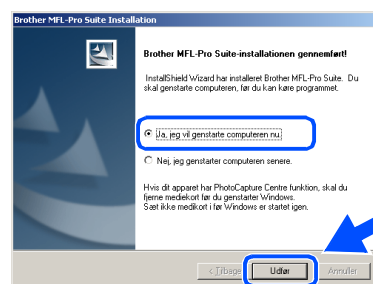 Brother MFL-Pro Suite Installation
Brother MFL-Pro Suite-installationen gennemført!
InstallShield Wizard har installeret Brother MFL-Pro Suite. Du
skal genstarte computeren, før du kan køre programmet.
Ja, jeg vil genstarte computeren nu.
Nej, jeg genstarter computeren senere.
Hvis dit apparat har PhotoCapture Centre funktion, skal du
fjerne mediekort før du genstarter Windows.
Sæt ikke medikort i før Windows er startet igen.
< Tilbage
Udfør
Annuller